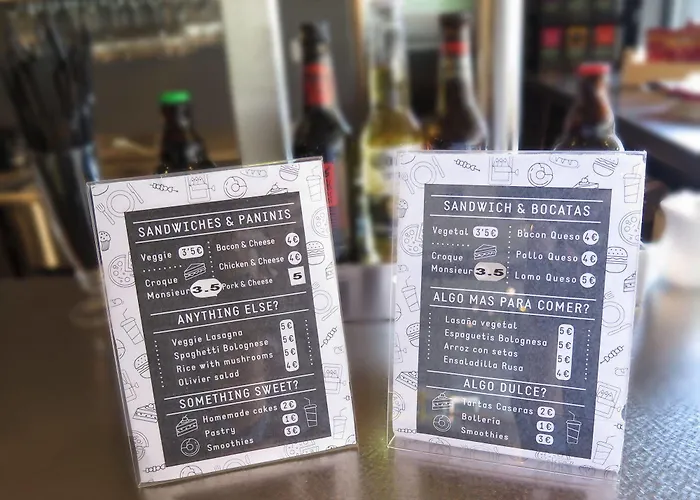 SANDWICHES & PANINIS
Veggie 3'5€
Croque
Monsieur 3.5
Bacon & Cheese 4€
Chicken & Cheese 4€
Pork & Cheese 5
ANYTHING ELSE?
Veggie Lasagna 5€
Spaghetti Bolognese 5€
Rice with mushrooms 5€
Olivier salad 4€
SOMETHING SWEET?
Homemade cakes 2€
Pastry 1€
Smoothies 3€
SANDWICH & BOCATAS
Vegetal 3'5€
Croque
Monsieur 3.5
Bacon Queso 4€
Pollo Queso 4€
Lomo Queso 5€
ALGO MAS PARA COMER?
Lasaña vegetal 5€
Espaguetis Bolognesa 5€
Arroz con setas 5€
Ensaladilla Rusa 4€
ALGO DULCE?
Tartas Caseras 2€
Bollería 1€
Smoothies 3€